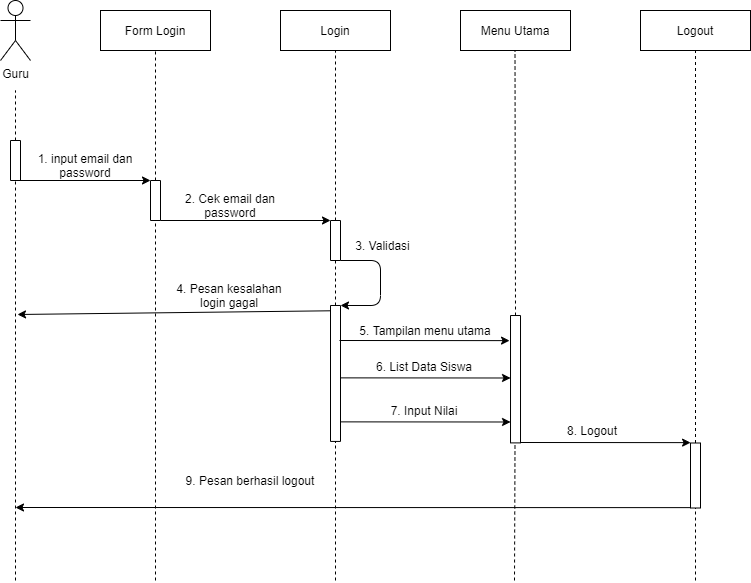 Form Login
Login
Menu Utama
Logout
Guru
1. input email dan
password
2. Cek email dan
password
3. Validasi
4. Pesan kesalahan
login gagal
5. Tampilan menu utama
6. List Data Siswa
7. Input Nilai
8. Logout
9. Pesan berhasil logout